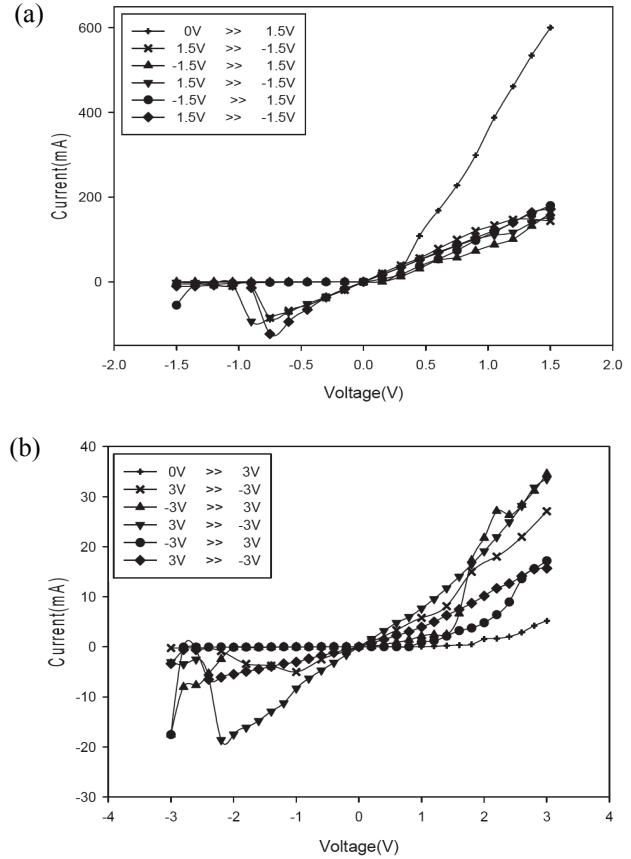 (a)
600
400
200
0
Current(mA)
0V >> 1.5V
1.5V >> -1.5V
-1.5V >> 1.5V
1.5V >> -1.5V
-1.5V >> 1.5V
1.5V >> -1.5V
-2.0 -1.5 -1.0 -0.5 0.0 0.5 1.0 1.5 2.0
Voltage(V)
(b)
40
30
20
10
0
-10
-20
-30
Current(mA)
0V >> 3V
3V >> -3V
-3V >> 3V
3V >> -3V
-3V >> 3V
3V >> -3V
-4 -3 -2 -1 0 1 2 3 4
Voltage(V)